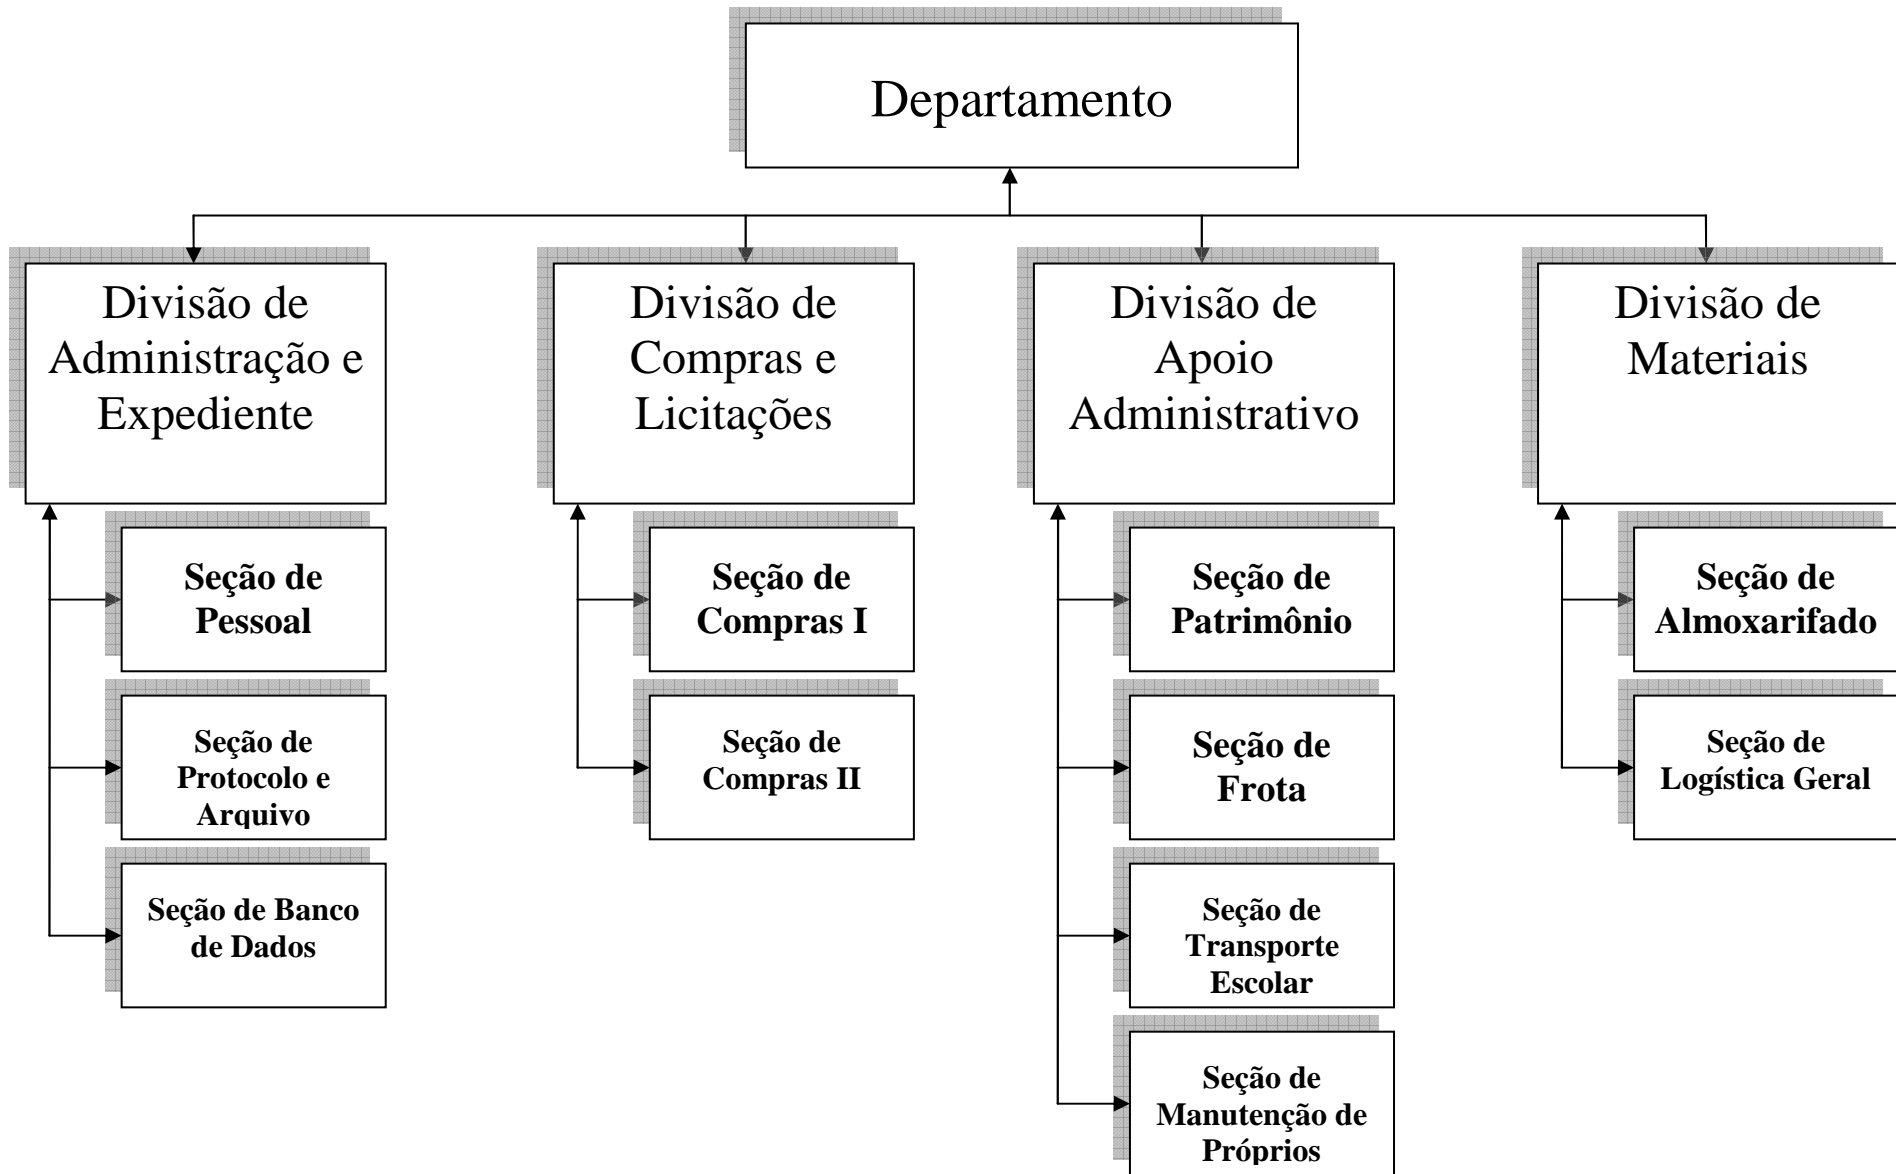 Departamento
Divisão de
Administração e
Expediente
Seção de
Pessoal
Seção de
Protocolo e
Arquivo
Seção de Banco
de Dados
Divisão de
Compras e
Licitações
Seção de
Compras I
Seção de
Compras II
Divisão de
Apoio
Administrativo
Seção de
Patrimônio
Seção de
Frota
Seção de
Transporte
Escolar
Seção de
Manutenção de
Próprios
Divisão de
Materiais
Seção de
Almoxarifado
Seção de
Logística Geral